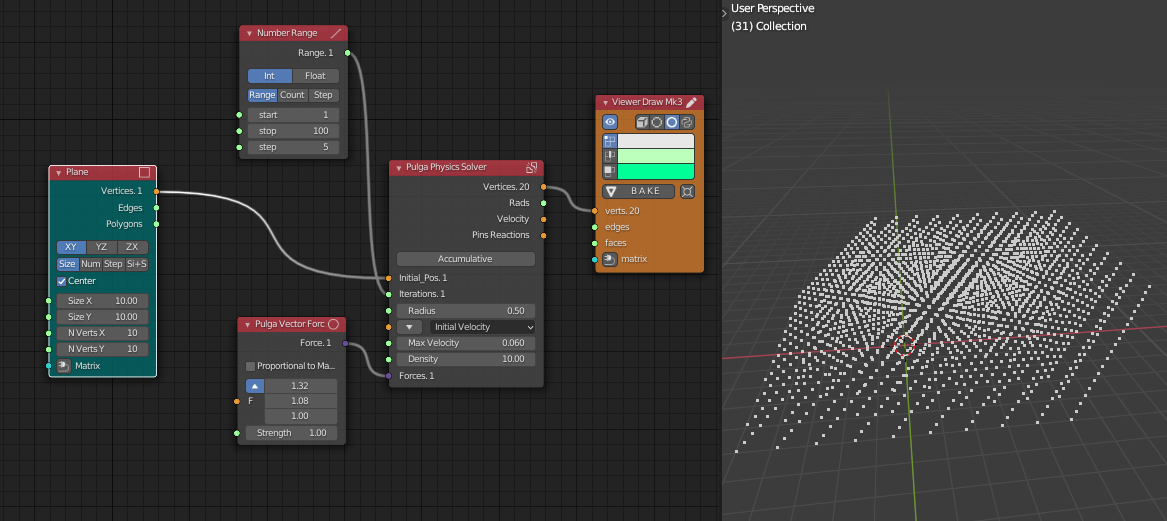 Number Range
Range. 1
Int Float
Range Count Step
start 1
stop 100
step 5
Plane
Vertices. 1
Edges
Polygons
XY YZ ZX
Size Num Step Si+S
Center
Size X 10.00
Size Y 10.00
N Verts X 10
N Verts Y 10
Matrix
Pulga Vector Forc
Force. 1
Proportional to Ma...
1.32
F 1.08
1.00
Strength 1.00
Pulga Physics Solver
Vertices. 20
Rads
Velocity
Pins Reactions
Accumulative
Initial_Pos. 1
Iterations. 1
Radius 0.50
Initial Velocity
Max Velocity 0.060
Density 10.00
Forces. 1
Viewer Draw Mk3
BAKE
verts. 20
edges
faces
matrix
User Perspective
(31) Collection